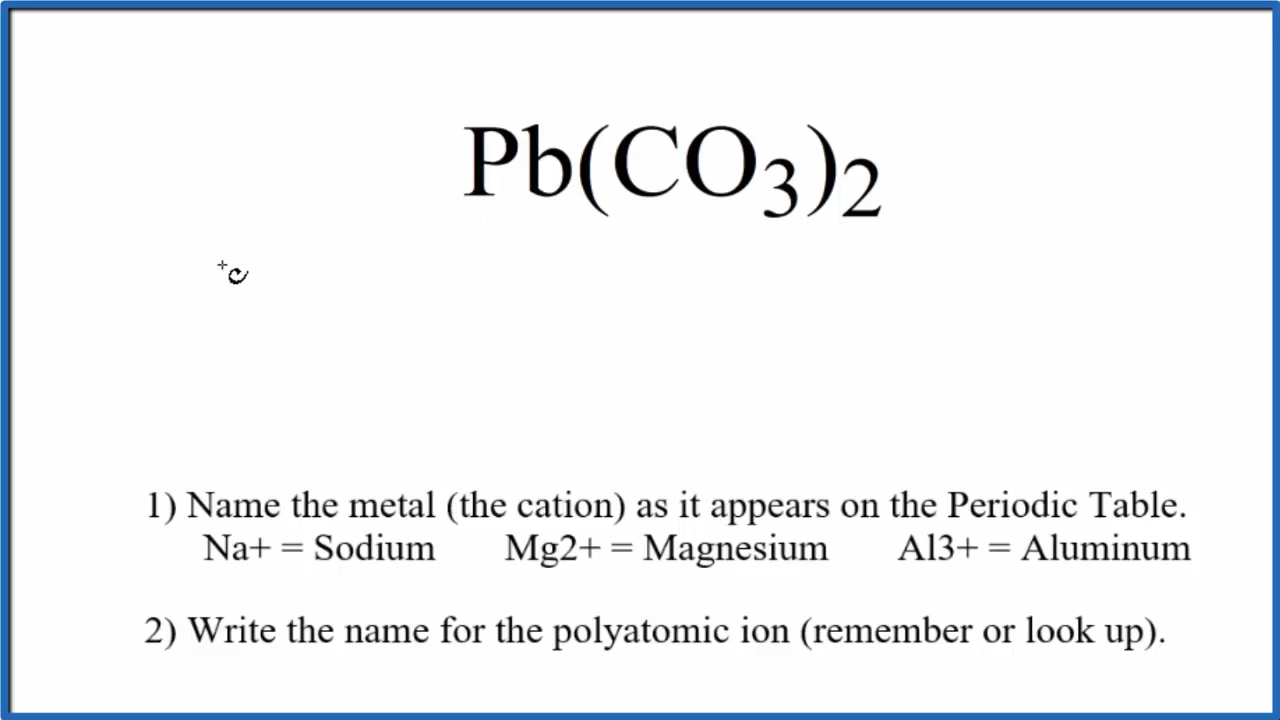 Pb(CO₃)₂
1) Name the metal (the cation) as it appears on the Periodic Table.
Na+ = Sodium Mg2+ = Magnesium Al3+ = Aluminum
2) Write the name for the polyatomic ion (remember or look up).